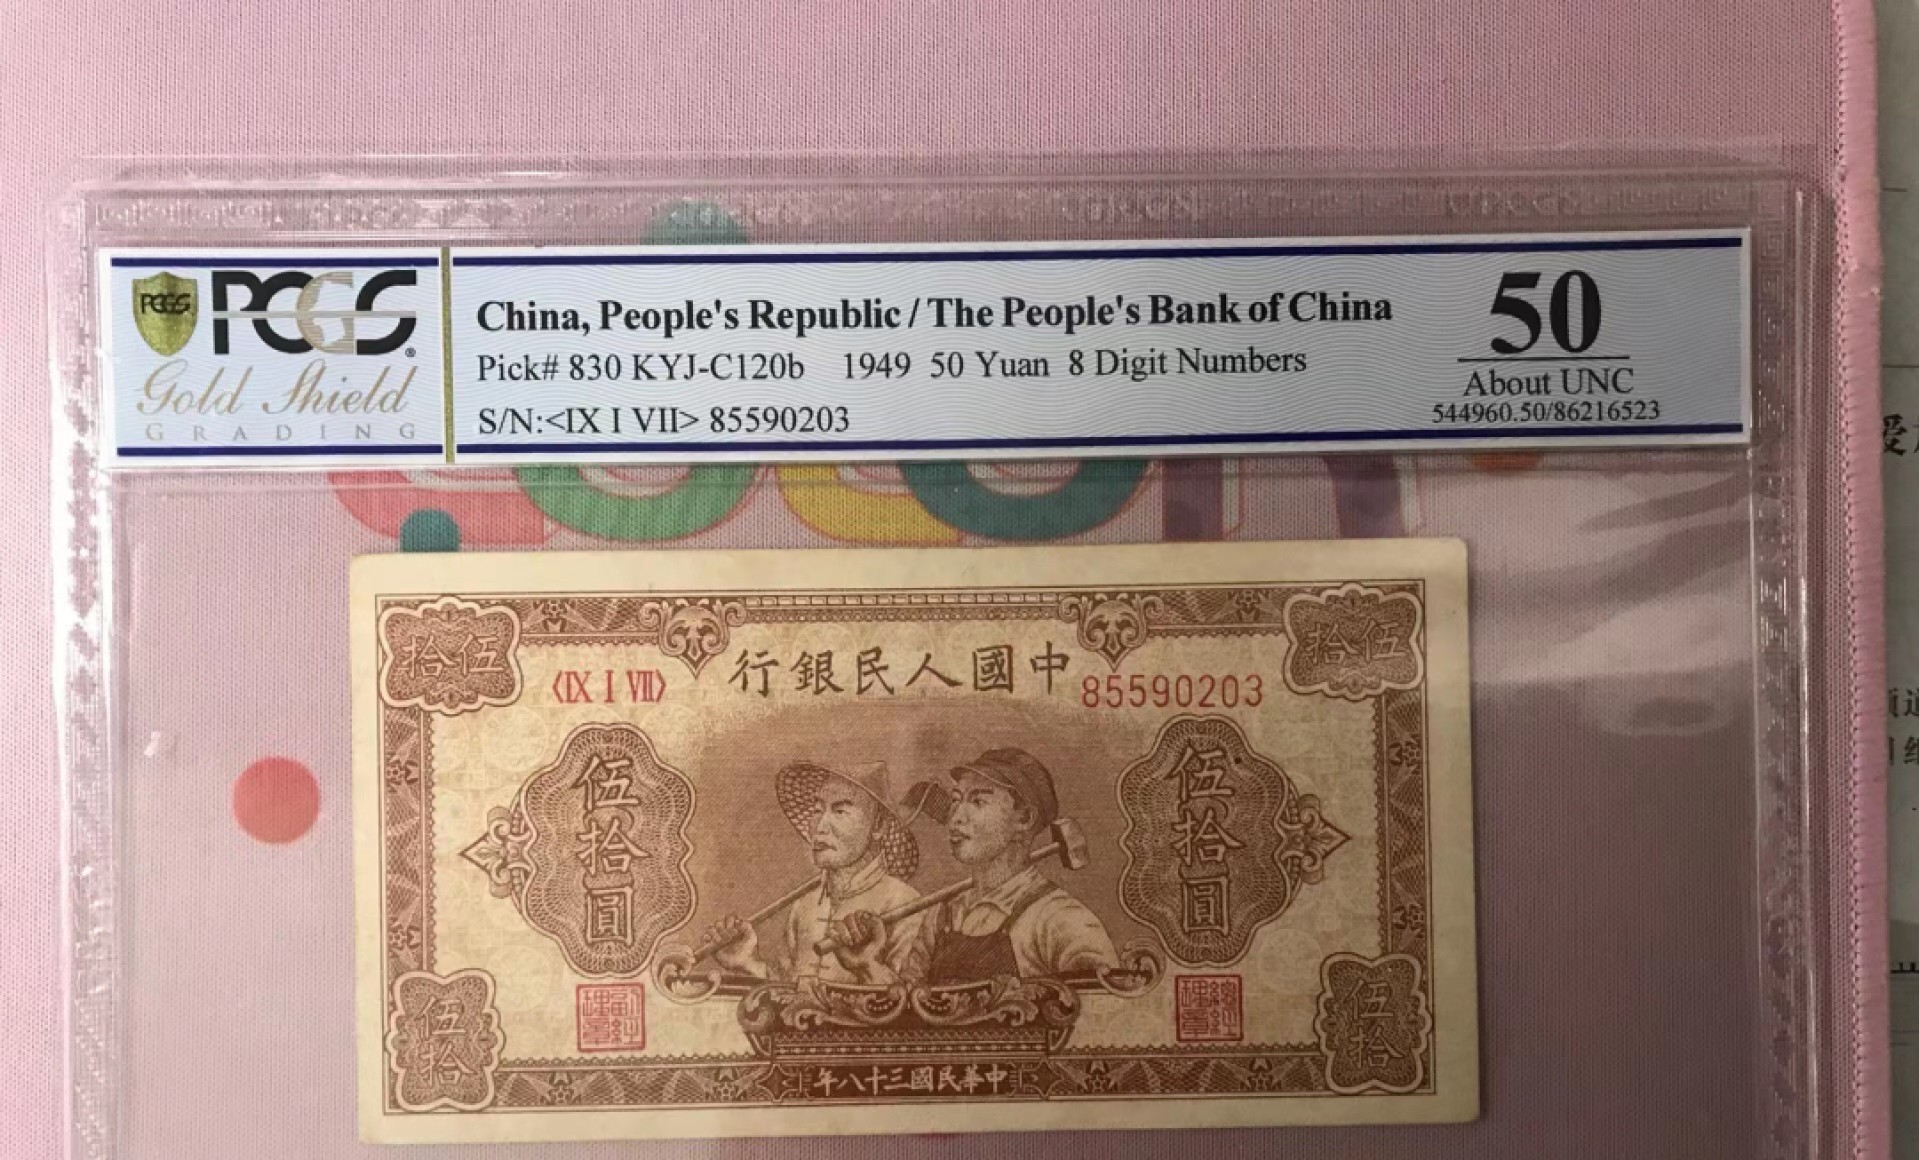 PCGS
PCGS®
Gold Shield
GRADING
China, People's Republic / The People's Bank of China
Pick# 830 KYJ-C120b 1949 50 Yuan 8 Digit Numbers
S/N:<IX I VII> 85590203
50
About UNC
544960.50/86216523
拾伍
拾伍
行銀民人國中
〈IX I VII〉
85590203
伍拾圓
伍拾圓
伍拾
伍拾
年八十三國民華中